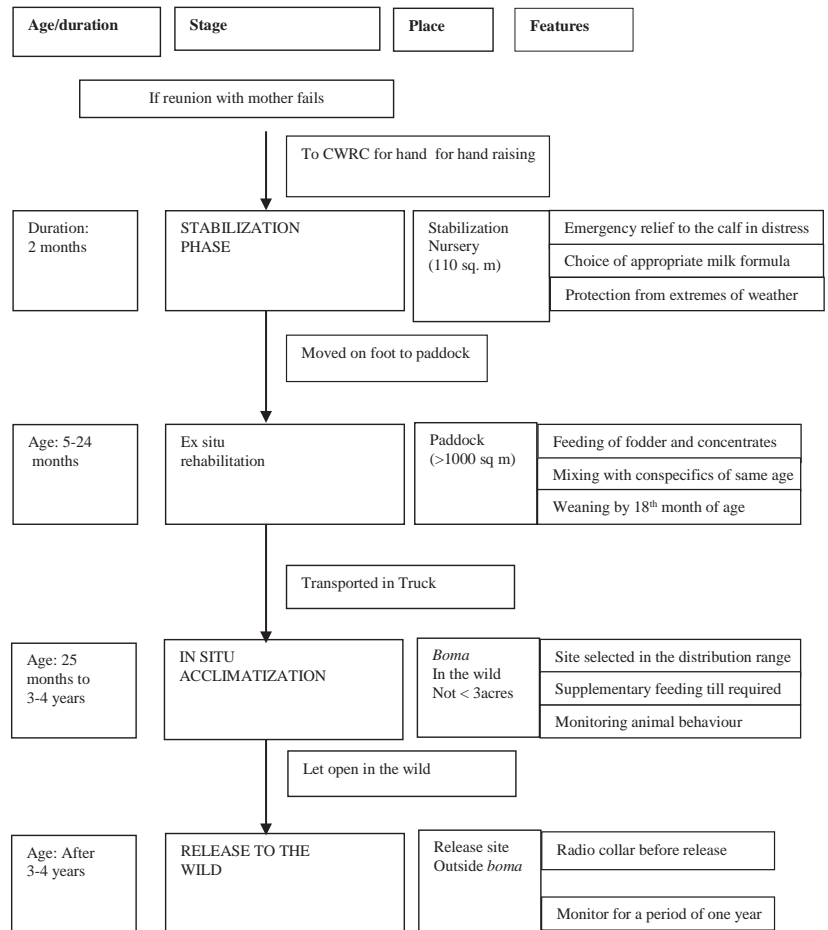 Age/duration
Stage
Place
Features
If reunion with mother fails
To CWRC for hand  for hand raising
Duration:
2 months
STABILIZATION
PHASE
Stabilization
Nursery
(110 sq. m)
Emergency relief to the calf in distress
Choice of appropriate milk formula
Protection from extremes of weather
Moved on foot to paddock
Age: 5-24
months
Ex situ
rehabilitation
Paddock
(>1000 sq m)
Feeding of fodder and concentrates
Mixing with conspecifics of same age
Weaning by 18th month of age
Transported in Truck
Age: 25
months to
3-4 years
IN SITU
ACCLIMATIZATION
Boma
In the wild
Not < 3acres
Site selected in the distribution range
Supplementary feeding till required
Monitoring animal behaviour
Let open in the wild
Age: After
3-4 years
RELEASE TO THE
WILD
Release site
Outside boma
Radio collar before release
Monitor for a period of one year